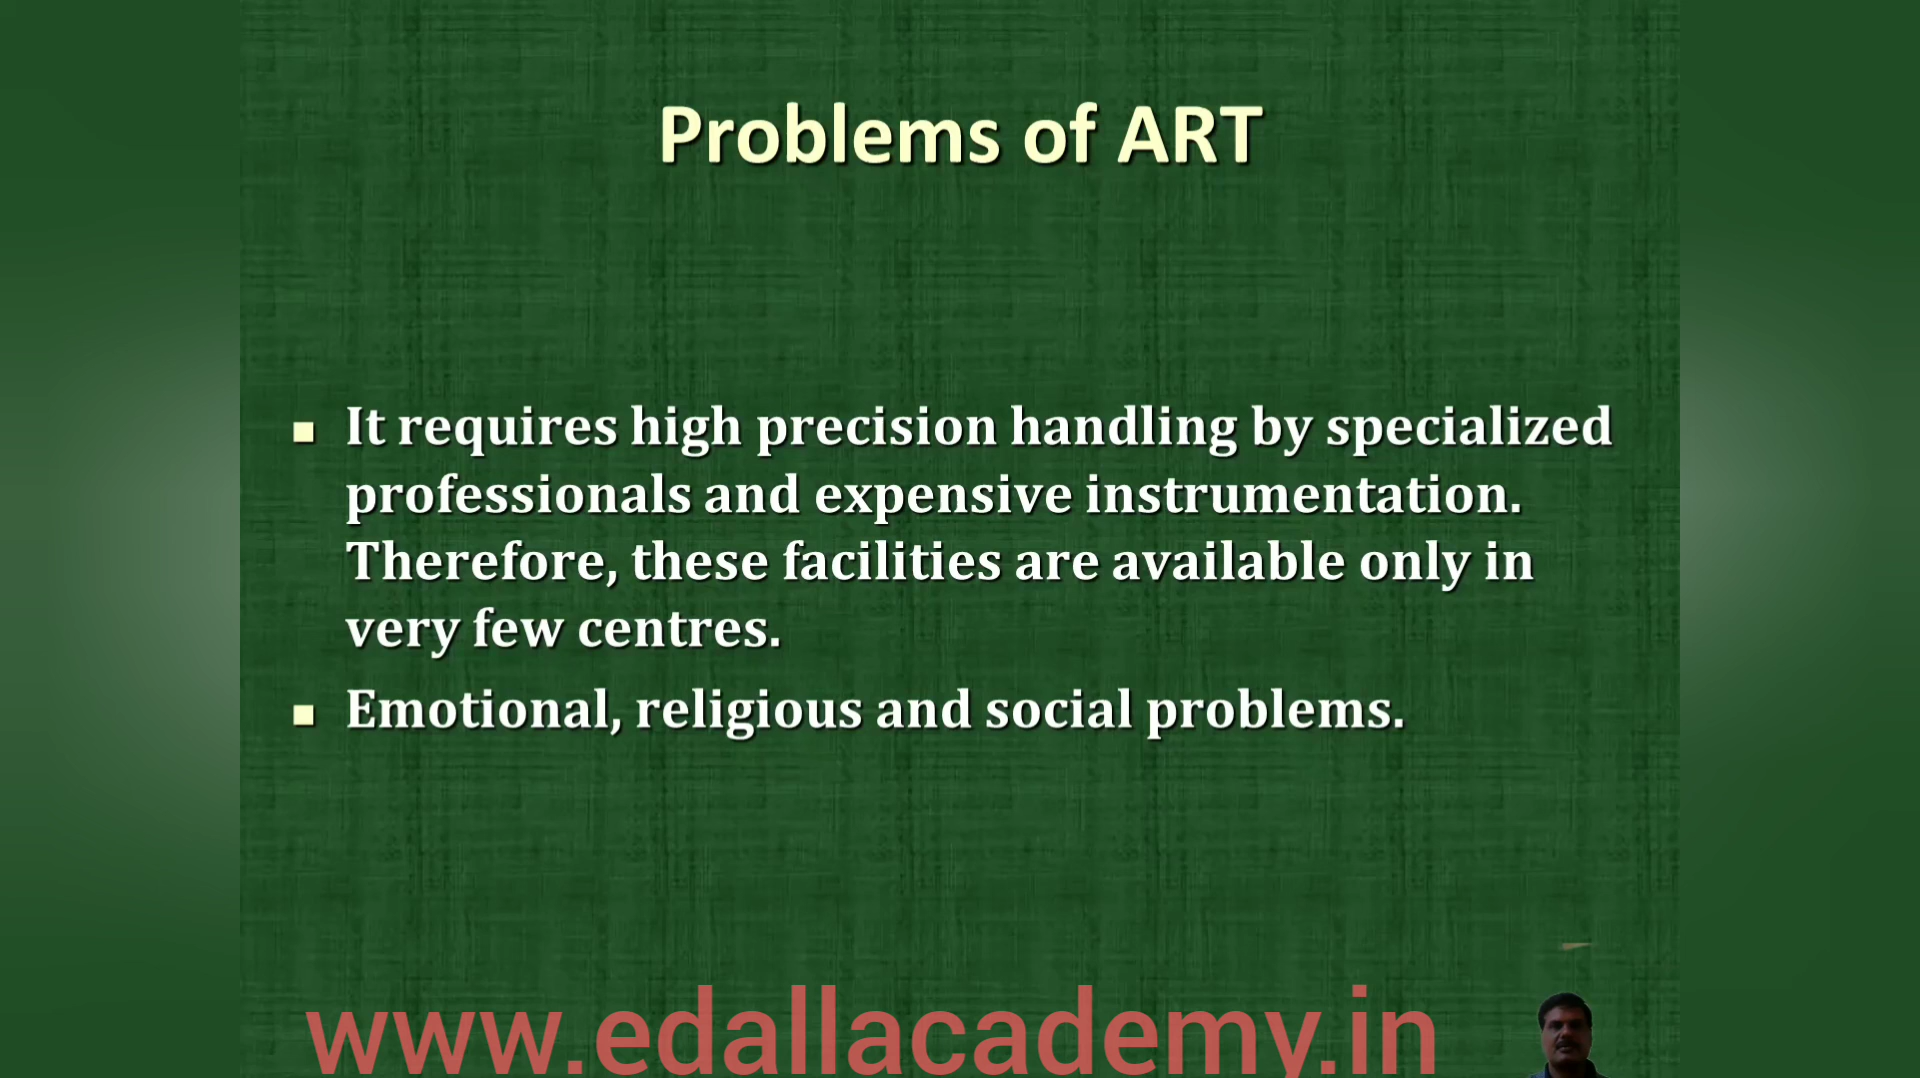 Problems of ART
It requires high precision handling by specialized
professionals and expensive instrumentation.
Therefore, these facilities are available only in
very few centres.
Emotional, religious and social problems.
www.edallacademy.in